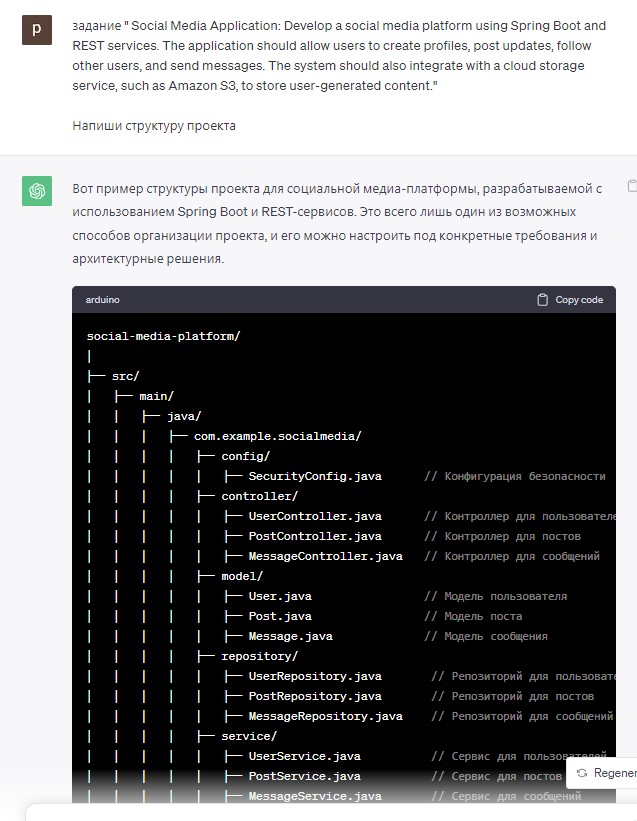 p
задание " Social Media Application: Develop a social media platform using Spring Boot and
REST services. The application should allow users to create profiles, post updates, follow
other users, and send messages. The system should also integrate with a cloud storage
service, such as Amazon S3, to store user-generated content."
Напиши структуру проекта
Вот пример структуры проекта для социальной медиа-платформы, разрабатываемой с
использованием Spring Boot и REST-сервисов. Это всего лишь один из возможных
способов организации проекта, и его можно настроить под конкретные требования и
архитектурные решения.
arduino Copy code
social-media-platform/
|
├── src/
| ├── main/
| | ├── java/
| | | ├── com.example.socialmedia/
| | | | ├── config/
| | | | | ├── SecurityConfig.java // Конфигурация безопасности
| | | | ├── controller/
| | | | | ├── UserController.java // Контроллер для пользователе
| | | | | ├── PostController.java // Контроллер для постов
| | | | | ├── MessageController.java // Контроллер для сообщений
| | | | ├── model/
| | | | | ├── User.java // Модель пользователя
| | | | | ├── Post.java // Модель поста
| | | | | ├── Message.java // Модель сообщения
| | | | ├── repository/
| | | | | ├── UserRepository.java // Репозиторий для пользовате
| | | | | ├── PostRepository.java // Репозиторий для постов
| | | | | ├── MessageRepository.java // Репозиторий для сообщений
| | | | ├── service/
| | | | | ├── UserService.java // Сервис для пользователей
| | | | | ├── PostService.java // Сервис для постов
| | | | | ├── MessageService.java // Сервис для сообщений
Regener